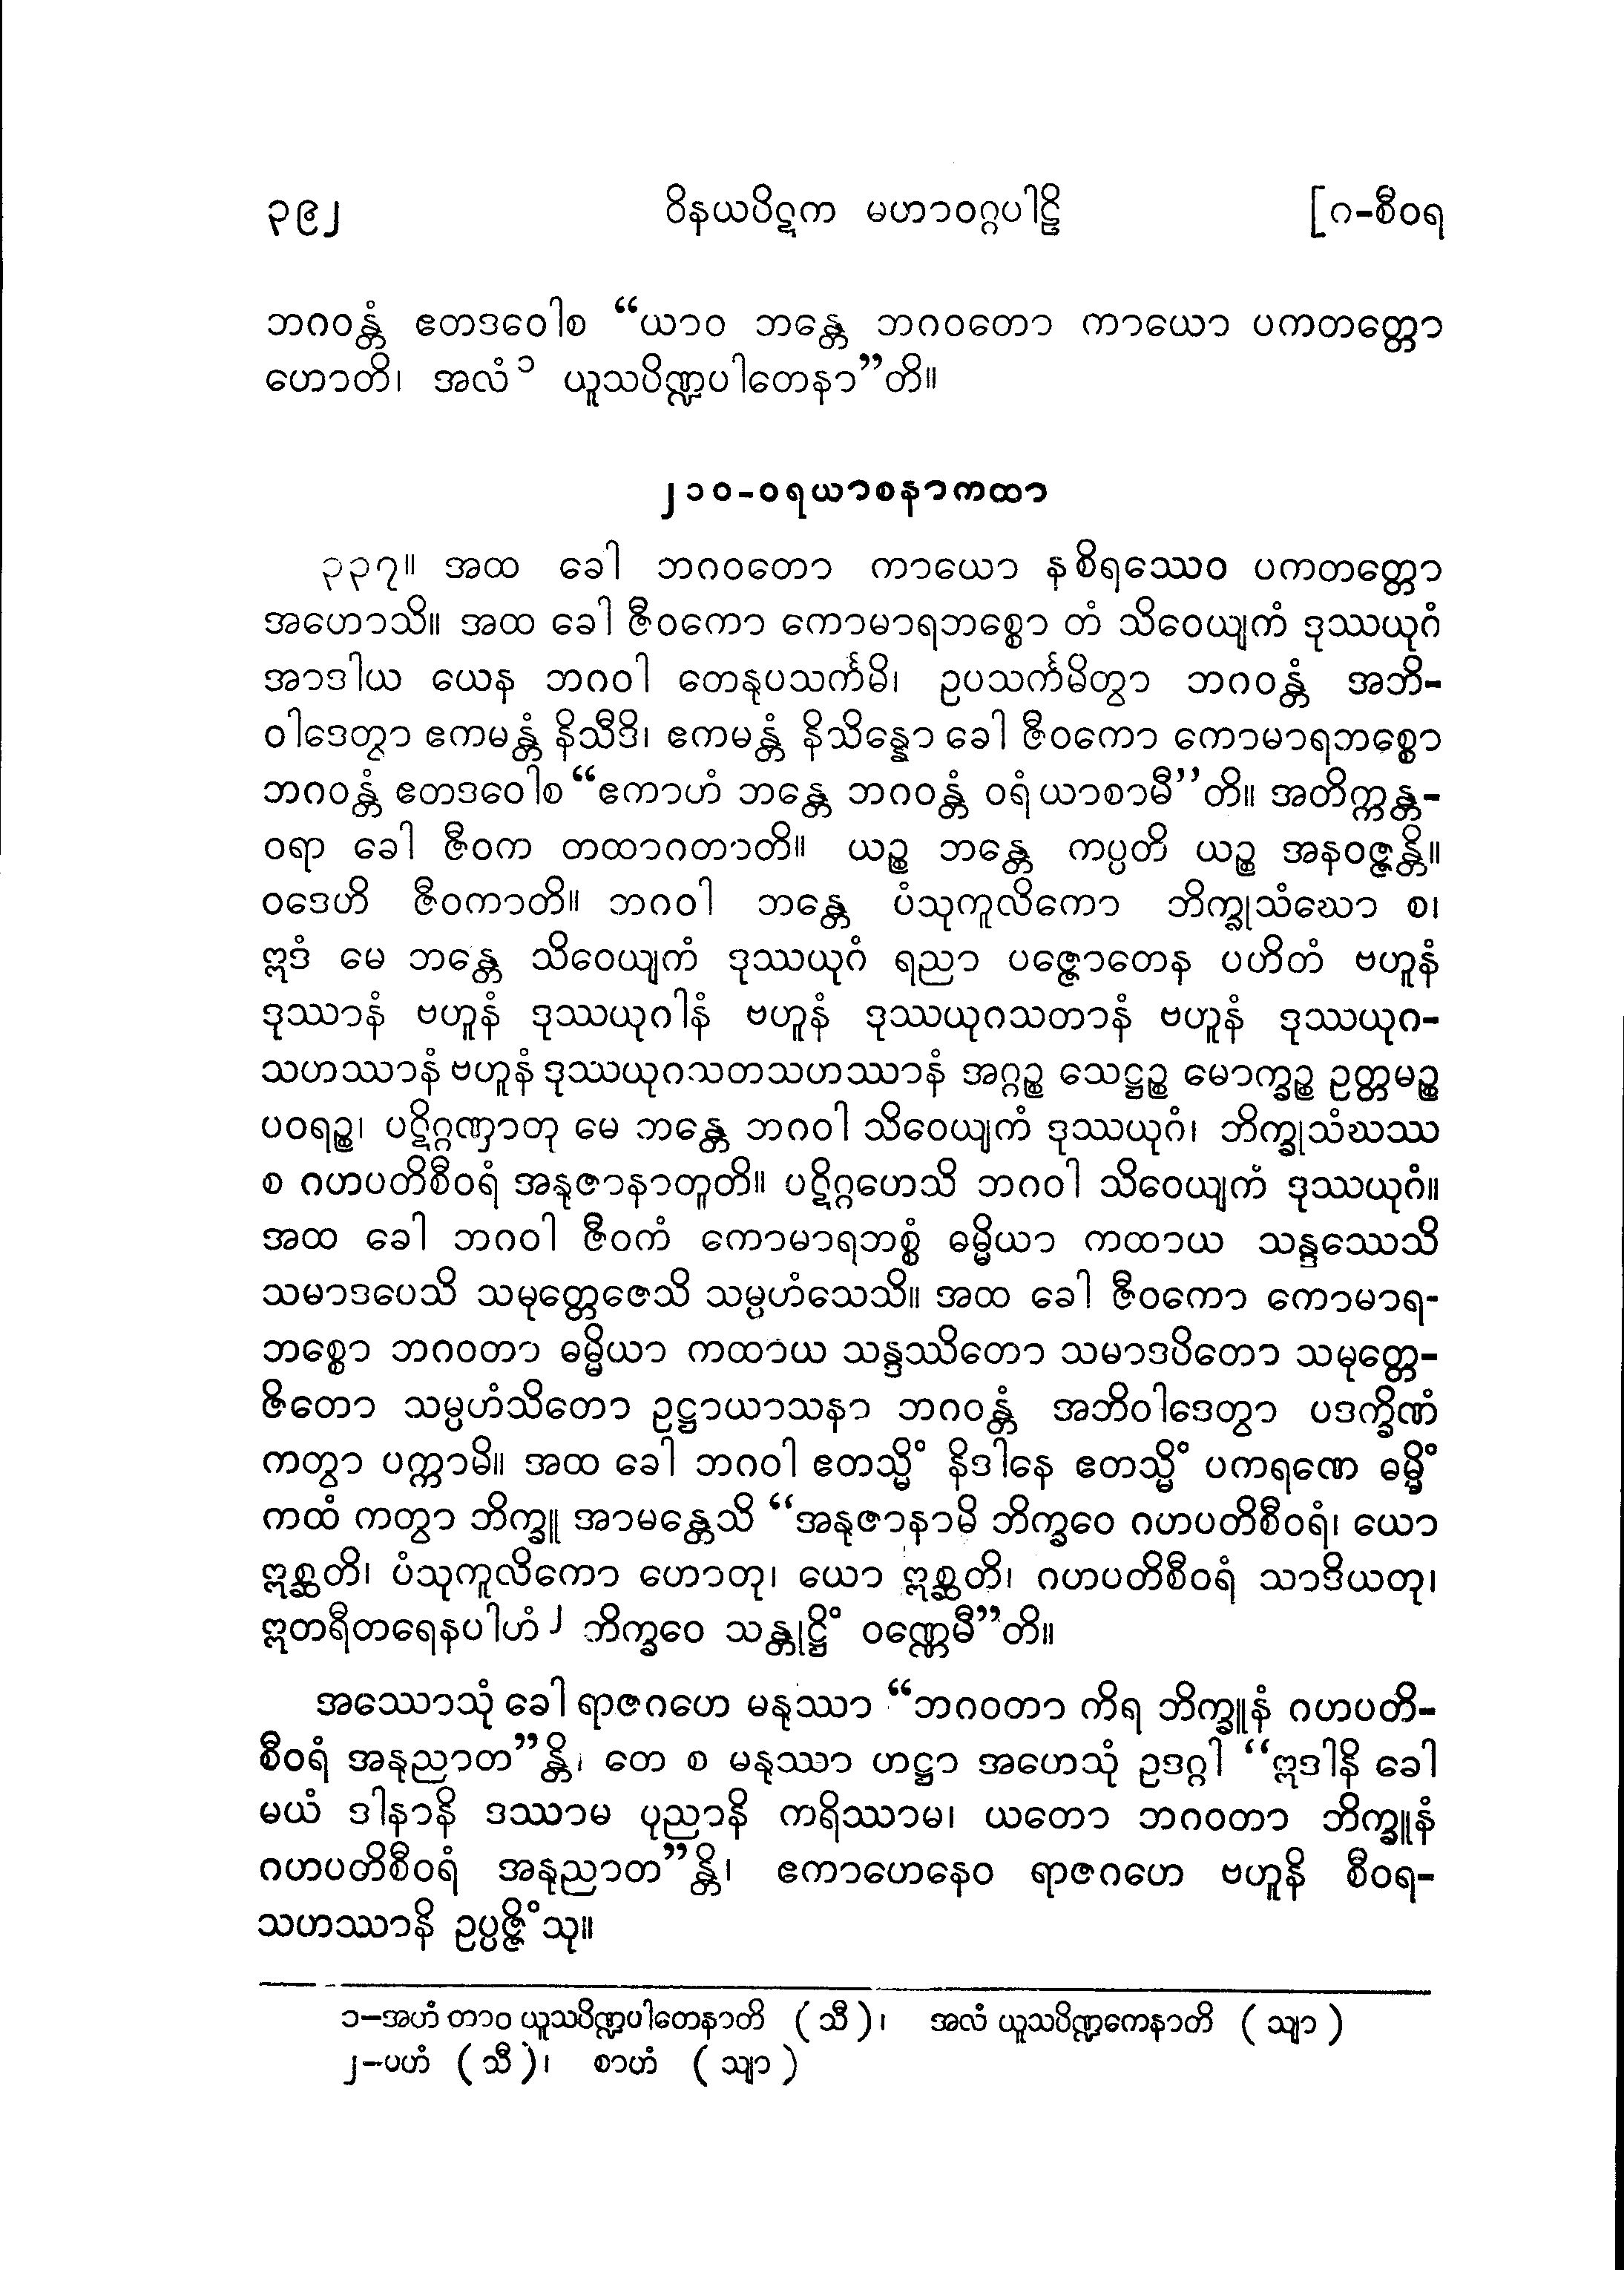 ၃၉၂ ဝိနယပိဋက မဟာဝဂ္ဂပါဠိ [၈-စီဝရ
ဘဂဝန္တံ ဧတဒဝေါစ “ယာဝ ဘန္တေ ဘဂဝတော ကာယော ပကတတ္တော
ဟောတိ၊ အလံ၁ ယူသပိဏ္ဍပါတေနာ”တိ။
၂၁၀-ဝရယာစနာကထာ
၃၃၇။ အထ ခေါ ဘဂဝတော ကာယော နစိရဿေဝ ပကတတ္တော
အဟောသိ။ အထ ခေါ ဇီဝကော ကောမာရဘစ္စော တံ သိဝေယျကံ ဒုဿယုဂံ
အာဒါယ ယေန ဘဂဝါ တေနုပသင်္ကမိ၊ ဥပသင်္ကမိတွာ ဘဂဝန္တံ အဘိ-
ဝါဒေတွာ ဧကမန္တံ နိသီဒိ၊ ဧကမန္တံ နိသိန္နော ခေါ ဇီဝကော ကောမာရဘစ္စော
ဘဂဝန္တံ ဧတဒဝေါစ “ဧကာဟံ ဘန္တေ ဘဂဝန္တံ ဝရံ ယာစာမီ”တိ။ အတိက္ကန္တ-
ဝရာ ခေါ ဇီဝက တထာဂတာတိ။ ယဉ္စ ဘန္တေ ကပ္ပတိ ယဉ္စ အနဝဇ္ဇန္တိ။
ဝဒေဟိ ဇီဝကာတိ။ ဘဂဝါ ဘန္တေ ပံသုကူလိကော ဘိက္ခုသံဃော စ၊
ဣဒံ မေ ဘန္တေ သိဝေယျကံ ဒုဿယုဂံ ရညာ ပဇ္ဇောတေန ပဟိတံ ဗဟူနံ
ဒုဿာနံ ဗဟူနံ ဒုဿယုဂါနံ ဗဟူနံ ဒုဿယုဂသတာနံ ဗဟူနံ ဒုဿယုဂ-
သဟဿာနံ ဗဟူနံ ဒုဿယုဂသတသဟဿာနံ အဂ္ဂဉ္စ သေဋ္ဌဉ္စ မောက္ခဉ္စ ဥတ္တမဉ္စ
ပဝရဉ္စ၊ ပဋိဂ္ဂဏှာတု မေ ဘန္တေ ဘဂဝါ သိဝေယျကံ ဒုဿယုဂံ၊ ဘိက္ခုသံဃဿ
စ ဂဟပတိစီဝရံ အနုဇာနာတူတိ။ ပဋိဂ္ဂဟေသိ ဘဂဝါ သိဝေယျကံ ဒုဿယုဂံ။
အထ ခေါ ဘဂဝါ ဇီဝကံ ကောမာရဘစ္စံ ဓမ္မိယာ ကထာယ သန္ဒဿေသိ
သမာဒပေသိ သမုတ္တေဇေသိ သမ္ပဟံသေသိ။ အထ ခေါ ဇီဝကော ကောမာရ-
ဘစ္စော ဘဂဝတာ ဓမ္မိယာ ကထာယ သန္ဒဿိတော သမာဒပိတော သမုတ္တေ-
ဇိတော သမ္ပဟံသိတော ဥဋ္ဌာယာသနာ ဘဂဝန္တံ အဘိဝါဒေတွာ ပဒက္ခိဏံ
ကတွာ ပက္ကာမိ။ အထ ခေါ ဘဂဝါ ဧတသ္မိံ နိဒါနေ ဧတသ္မိံ ပကရဏေ ဓမ္မိံ
ကထံ ကတွာ ဘိက္ခူ အာမန္တေသိ “အနုဇာနာမိ ဘိက္ခဝေ ဂဟပတိစီဝရံ၊ ယော
ဣစ္ဆတိ၊ ပံသုကူလိကော ဟောတု၊ ယော ဣစ္ဆတိ၊ ဂဟပတိစီဝရံ သာဒိယတု၊
ဣတရီတရေနပါဟံ၂ ဘိက္ခဝေ သန္တုဋ္ဌိံ ဝဏ္ဏေမီ”တိ။
အဿောသုံ ခေါ ရာဇဂဟေ မနုဿာ “ဘဂဝတာ ကိရ ဘိက္ခူနံ ဂဟပတိ-
စီဝရံ အနုညာတ”န္တိ၊ တေ စ မနုဿာ ဟဋ္ဌာ အဟေသုံ ဥဒဂ္ဂါ “ဣဒါနိ ခေါ
မယံ ဒါနာနိ ဒဿာမ ပုညာနိ ကရိဿာမ၊ ယတော ဘဂဝတာ ဘိက္ခူနံ
ဂဟပတိစီဝရံ အနုညာတ”န္တိ၊ ဧကာဟေနေဝ ရာဇဂဟေ ဗဟူနိ စီဝရ-
သဟဿာနိ ဥပ္ပဇ္ဇိံသု။
၁-အဟံ တာဝ ယူသပိဏ္ဍပါတေနာတိ (သီ)၊ အလံ ယူသပိဏ္ဍကေနာတိ (သျာ)
၂-ပဟံ (သီ)၊ စာဟံ (သျာ)